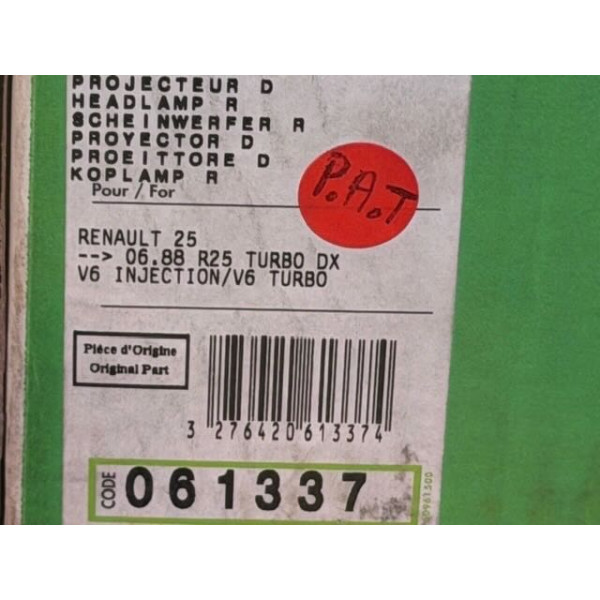 PROJECTEUR D
HEADLAMP R
SCHEINWERFER R
PROYECTOR D
PROEITTORE D
KOPLAMP R
Pour / For
P.A.T
RENAULT 25
--> 06.88 R25 TURBO DX
V6 INJECTION/V6 TURBO
Pièce d'Origine
Original Part
3 276420 613374
CODE 061337